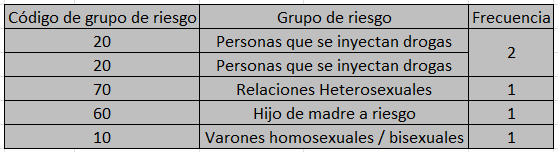 Código de grupo de riesgo Grupo de riesgo Frecuencia
20 Personas que se inyectan drogas 2
20 Personas que se inyectan drogas
70 Relaciones Heterosexuales 1
60 Hijo de madre a riesgo 1
10 Varones homosexuales / bisexuales 1